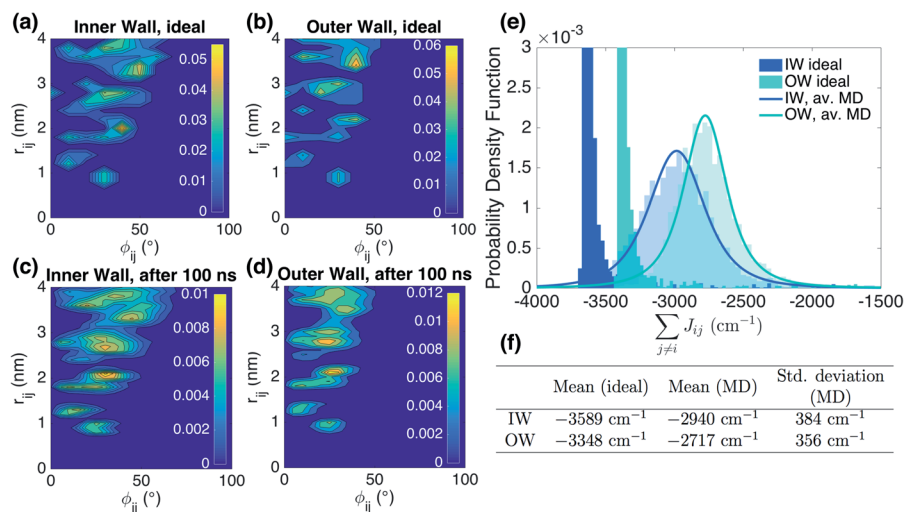 (a) Inner Wall, ideal
4
3
2
1
0
r_ij (nm)
0 50 100
ϕ_ij (°)
0.05
0.04
0.03
0.02
0.01
0
(b) Outer Wall, ideal
4
3
2
1
0
0 50 100
ϕ_ij (°)
0.06
0.05
0.04
0.03
0.02
0.01
0
(c) Inner Wall, after 100 ns
4
3
2
1
0
r_ij (nm)
0 50 100
ϕ_ij (°)
0.01
0.008
0.006
0.004
0.002
0
(d) Outer Wall, after 100 ns
4
3
2
1
0
0 50 100
ϕ_ij (°)
0.012
0.01
0.008
0.006
0.004
0.002
0
(e)
×10⁻³
3
2.5
2
1.5
1
0.5
0
Probability Density Function
-4000 -3500 -3000 -2500 -2000 -1500
∑_{j≠i} J_ij (cm⁻¹)
IW ideal
OW ideal
IW, av. MD
OW, av. MD
(f)
Mean (ideal) Mean (MD) Std. deviation
(MD)
IW −3589 cm⁻¹ −2940 cm⁻¹ 384 cm⁻¹
OW −3348 cm⁻¹ −2717 cm⁻¹ 356 cm⁻¹